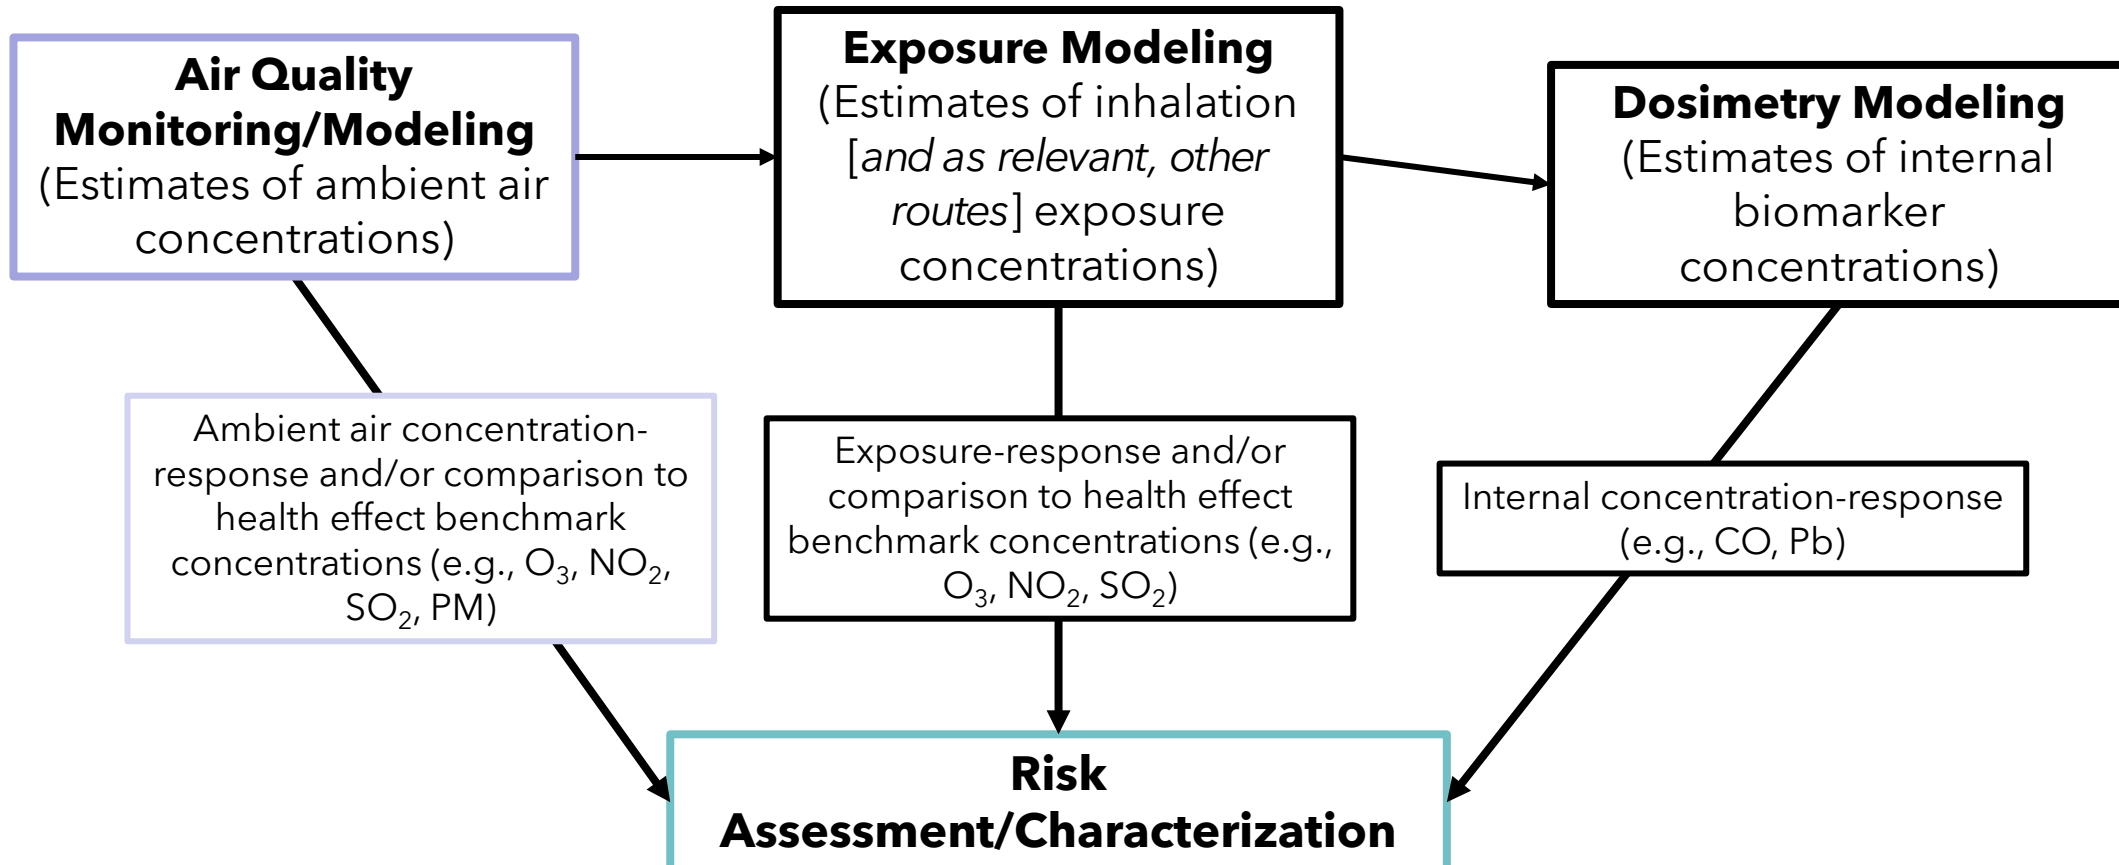 Air Quality
Monitoring/Modeling
(Estimates of ambient air
concentrations)
Exposure Modeling
(Estimates of inhalation
[and as relevant, other
routes] exposure
concentrations)
Dosimetry Modeling
(Estimates of internal
biomarker
concentrations)
Ambient air concentration-
response and/or comparison to
health effect benchmark
concentrations (e.g., O₃, NO₂,
SO₂, PM)
Exposure-response and/or
comparison to health effect
benchmark concentrations (e.g.,
O₃, NO₂, SO₂)
Internal concentration-response
(e.g., CO, Pb)
Risk
Assessment/Characterization